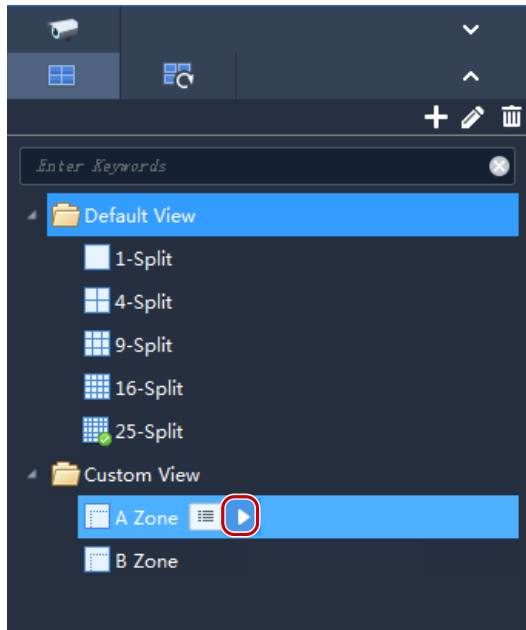 Enter Keywords
Default View
1-Split
4-Split
9-Split
16-Split
25-Split
Custom View
A Zone
B Zone